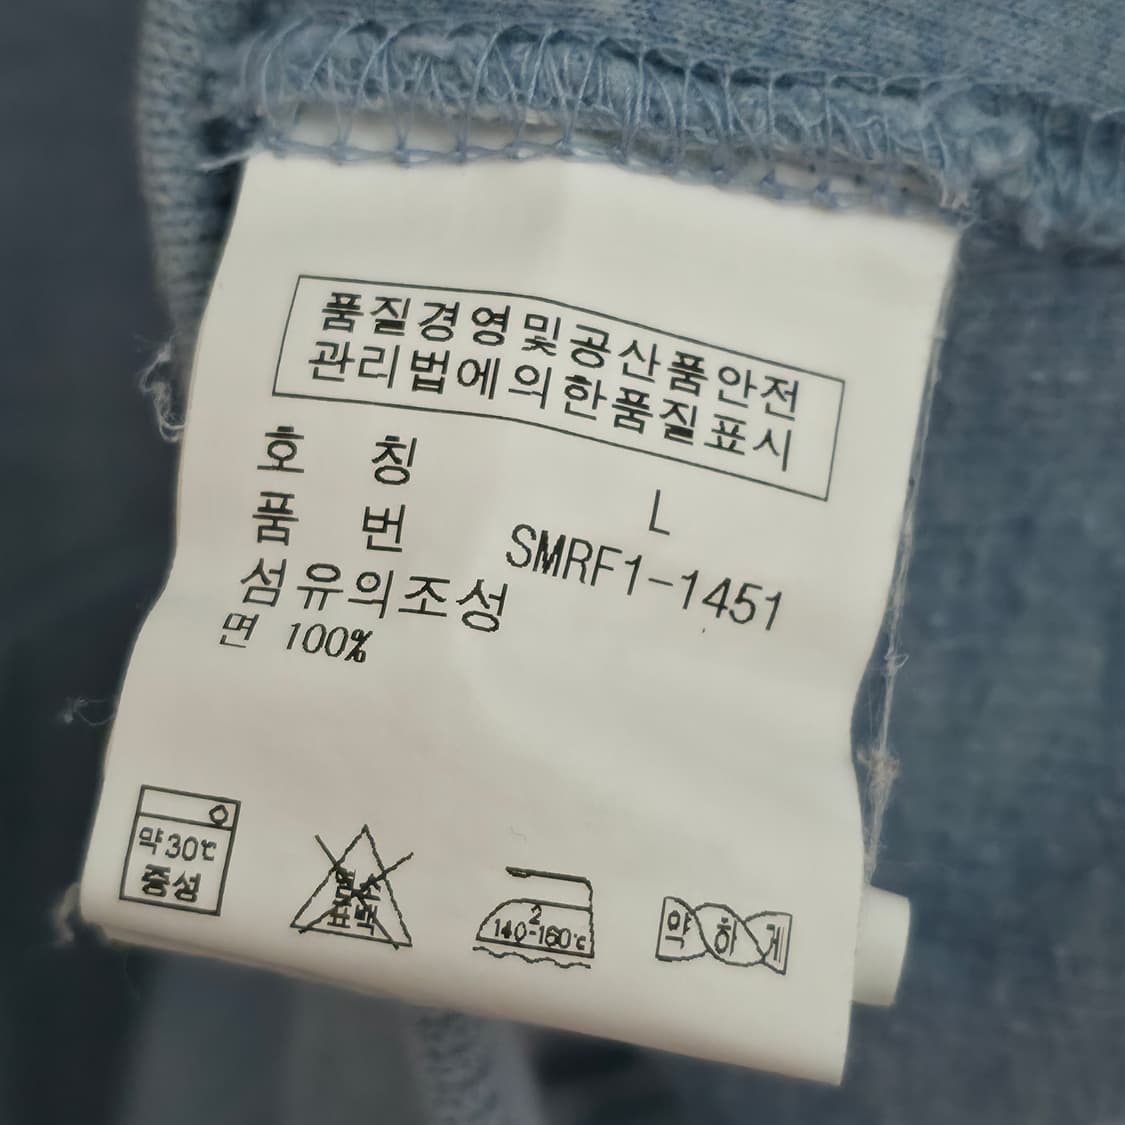 품질경영및공산품안전
관리법에의한품질표시
호 칭 L
품 번 SMRF1-1451
섬유의조성
면 100%
약30℃
중성
염소
표백
2
140-160℃
약하게